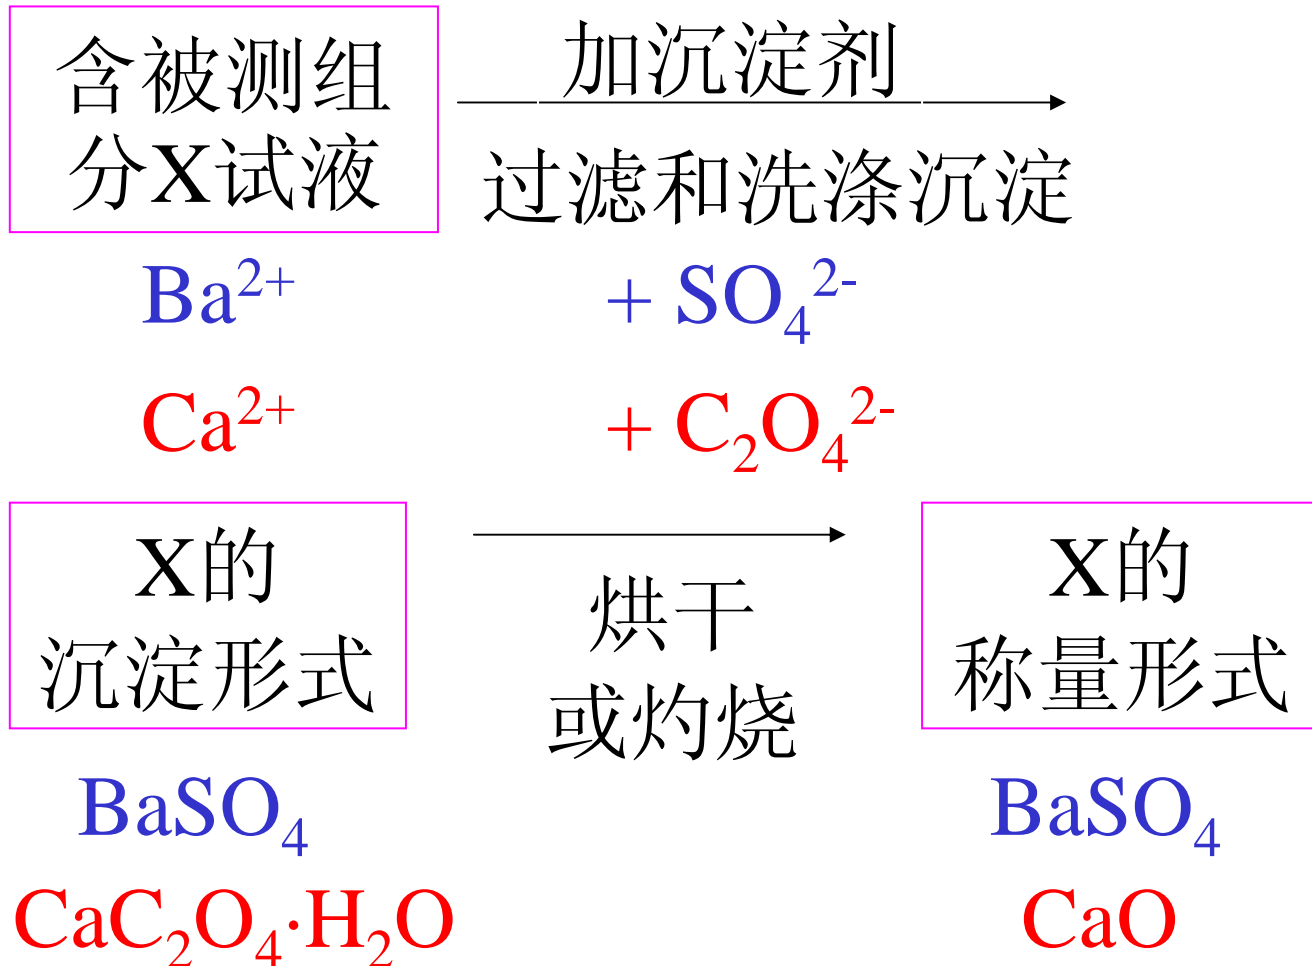 含被测组
分X试液
加沉淀剂
过滤和洗涤沉淀
Ba²⁺ + SO₄²⁻
Ca²⁺ + C₂O₄²⁻
X的
沉淀形式
烘干
或灼烧
X的
称量形式
BaSO₄ BaSO₄
CaC₂O₄·H₂O CaO